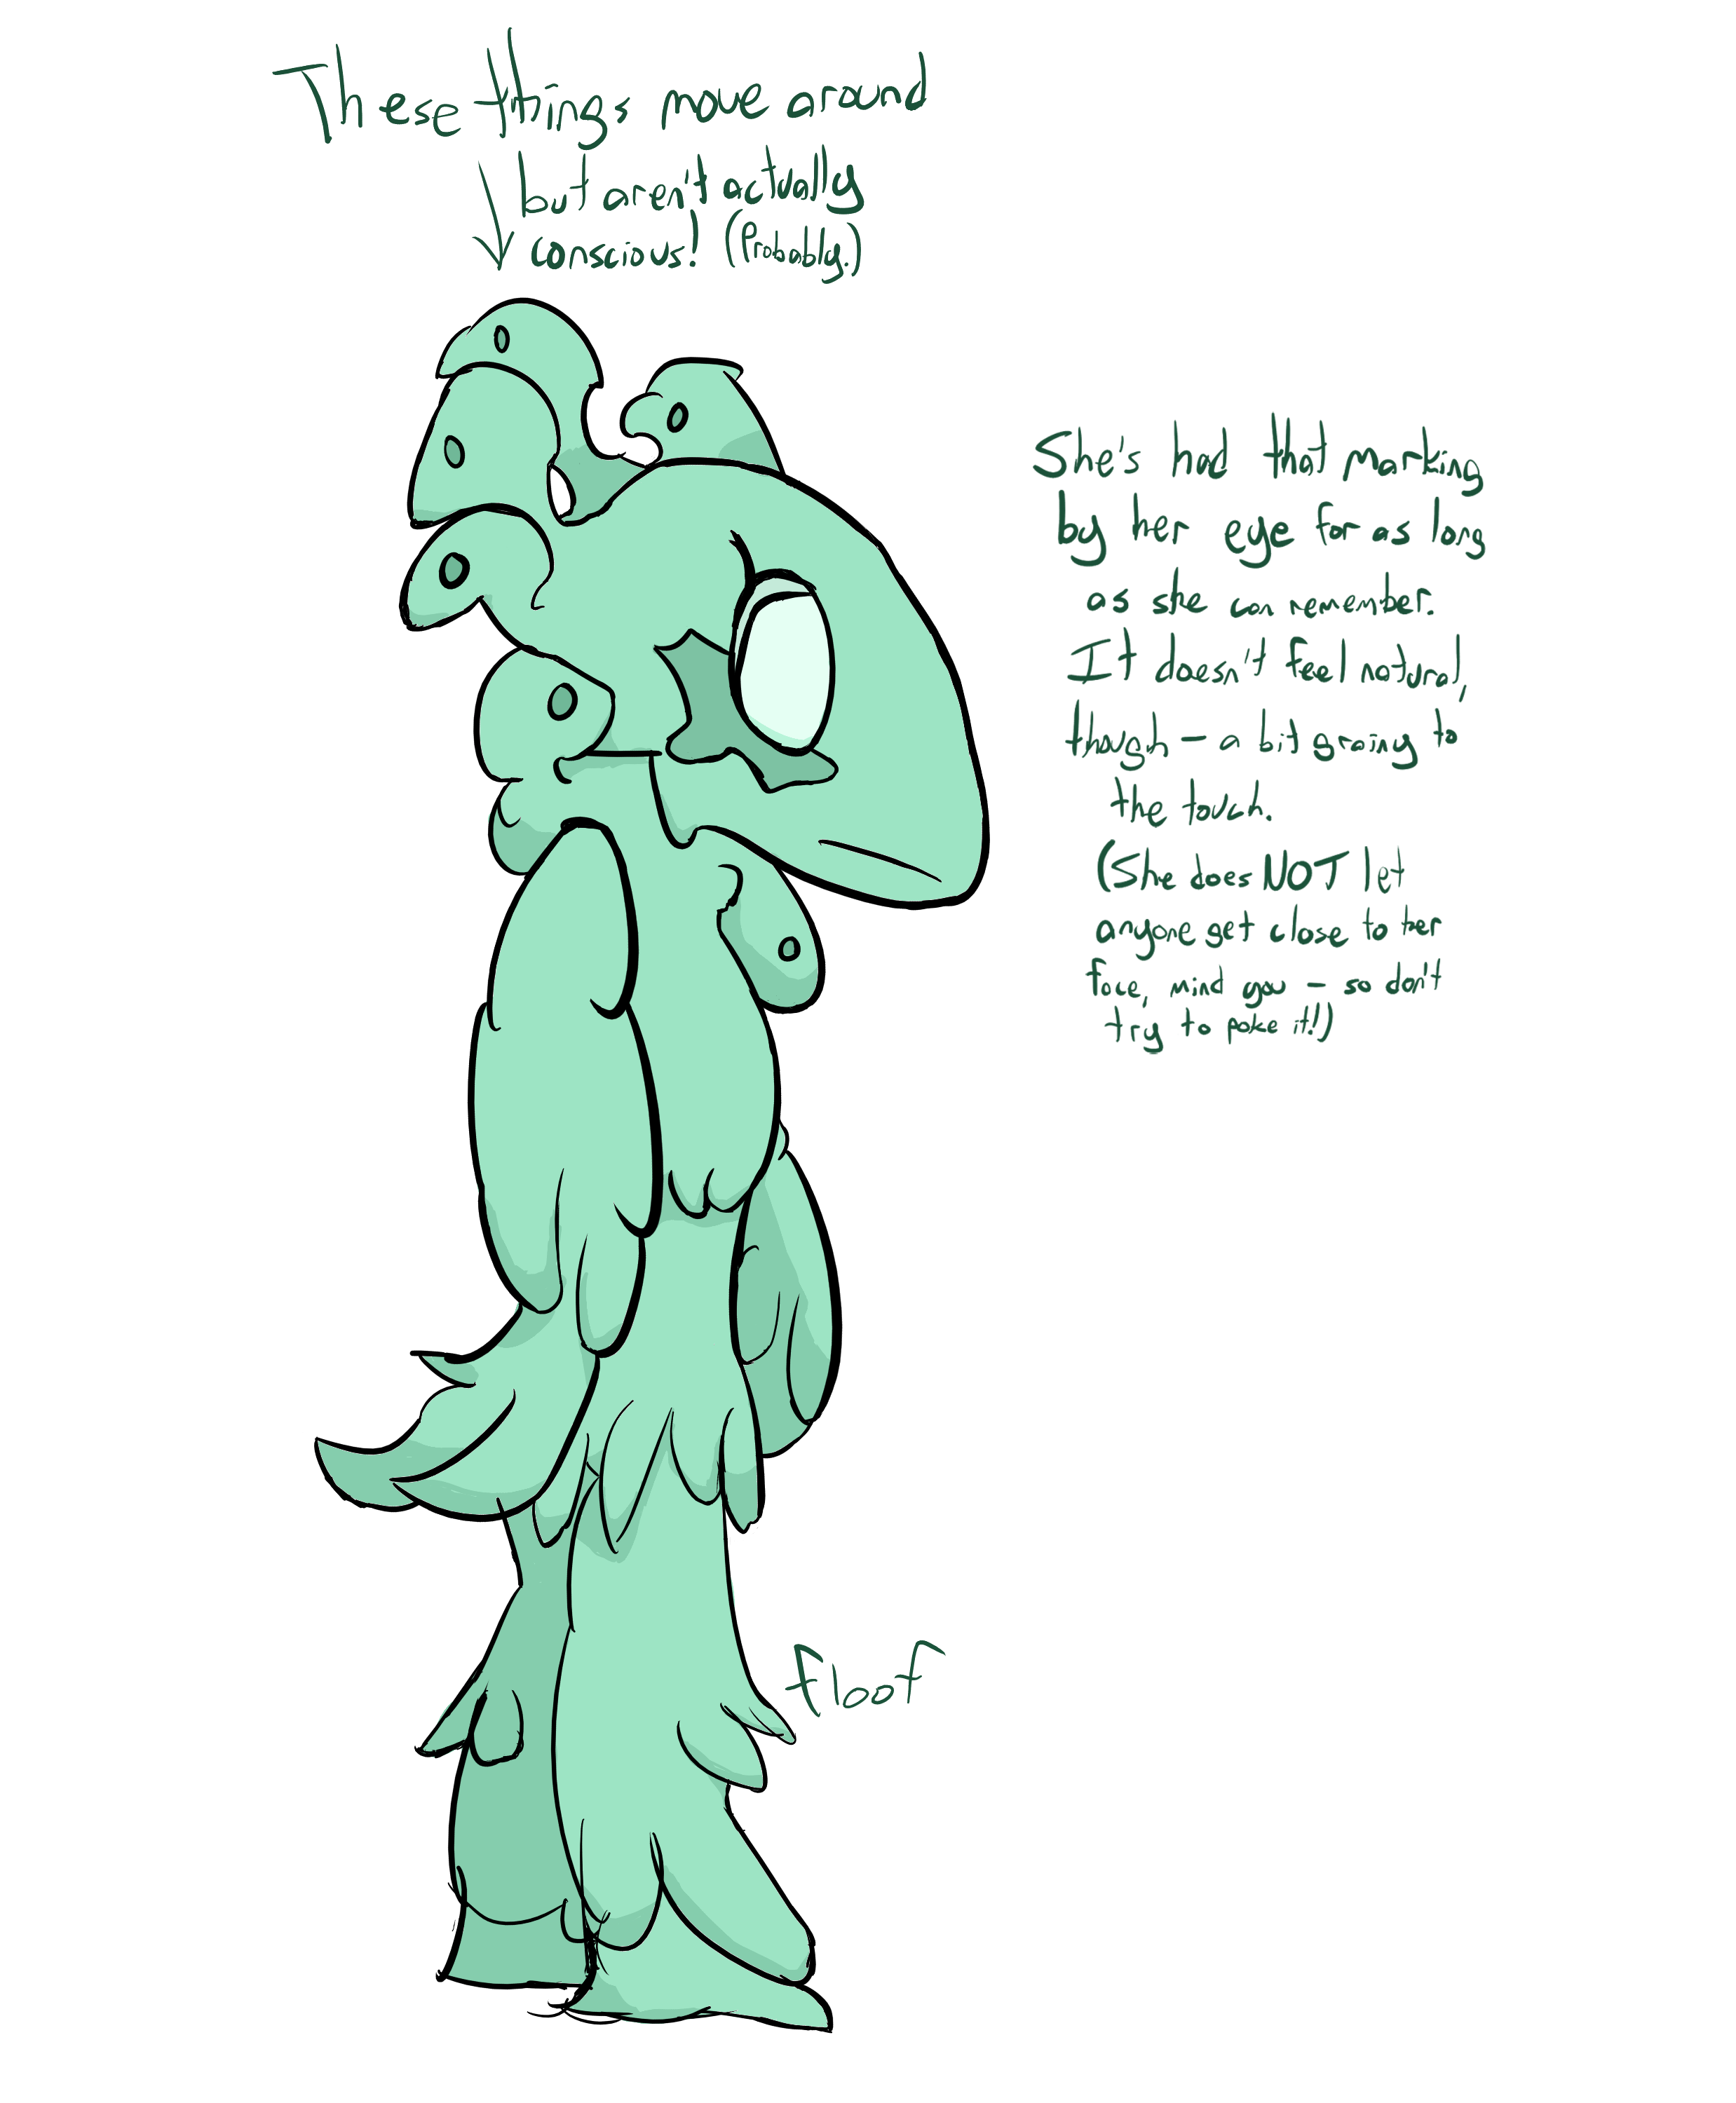 These things move around
but aren't actually
conscious! (Probably.)
She's had that marking
by her eye for as long
as she can remember.
It doesn't feel natural,
though – a bit grainy to
the touch.
(She does NOT let
anyone get close to her
face, mind you – so don't
try to poke it!)
floof